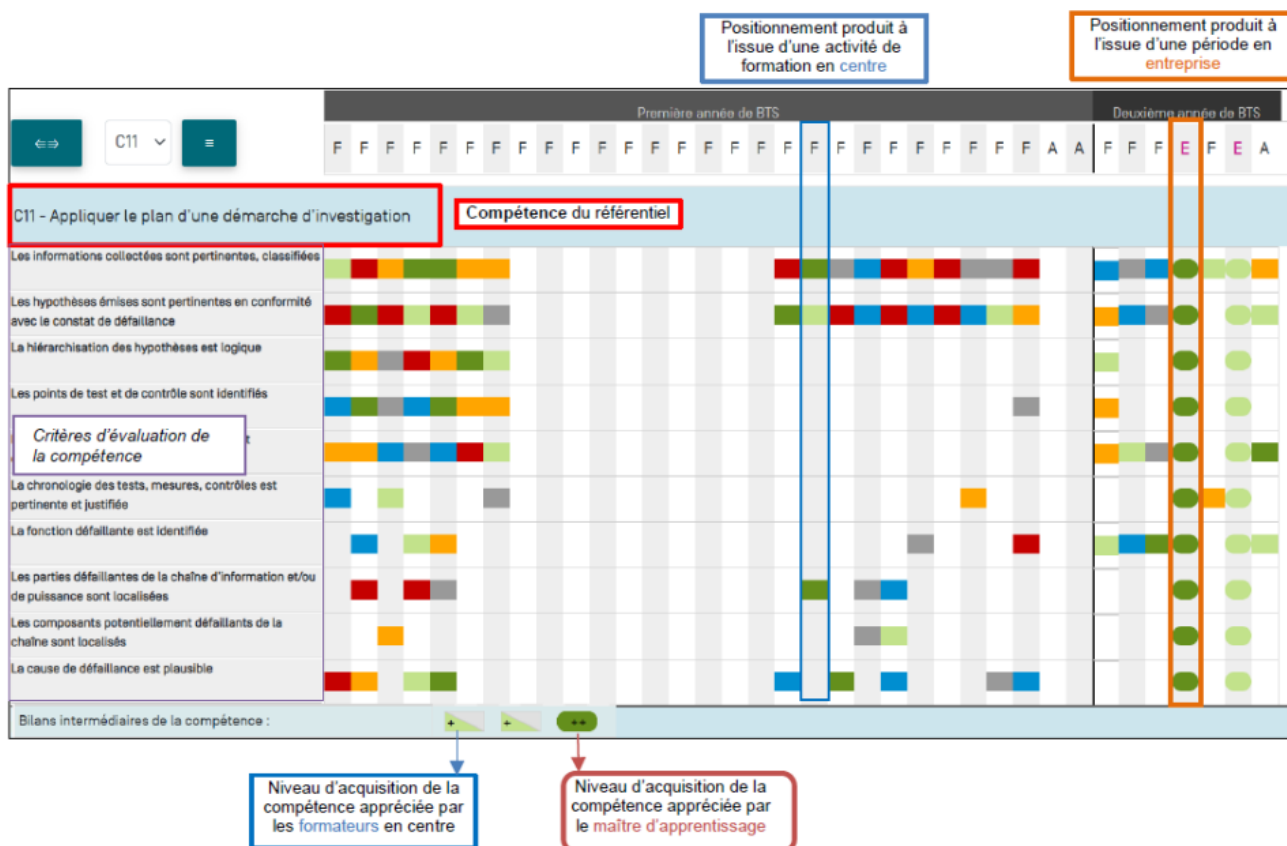 Positionnement produit à
l'issue d'une activité de
formation en centre
Positionnement produit à
l'issue d'une période en
entreprise
Première année de BTS
Deuxième année de BTS
⇐⇒
C11
≡
F F F F F F F F F F F F F F F F F F F F F F F F F F F A A F F F E F E A
C11 - Appliquer le plan d'une démarche d'investigation
Compétence du référentiel
Les informations collectées sont pertinentes, classifiées
Les hypothèses émises sont pertinentes en conformité
avec le constat de défaillance
La hiérarchisation des hypothèses est logique
Les points de test et de contrôle sont identifiés
Critères d'évaluation de
la compétence
La chronologie des tests, mesures, contrôles est
pertinente et justifiée
La fonction défaillante est identifiée
Les parties défaillantes de la chaîne d'information et/ou
de puissance sont localisées
Les composants potentiellement défaillants de la
chaîne sont localisés
La cause de défaillance est plausible
Bilans intermédiaires de la compétence :
+ + ++
Niveau d'acquisition de la
compétence appréciée par
les formateurs en centre
Niveau d'acquisition de la
compétence appréciée par
le maître d'apprentissage